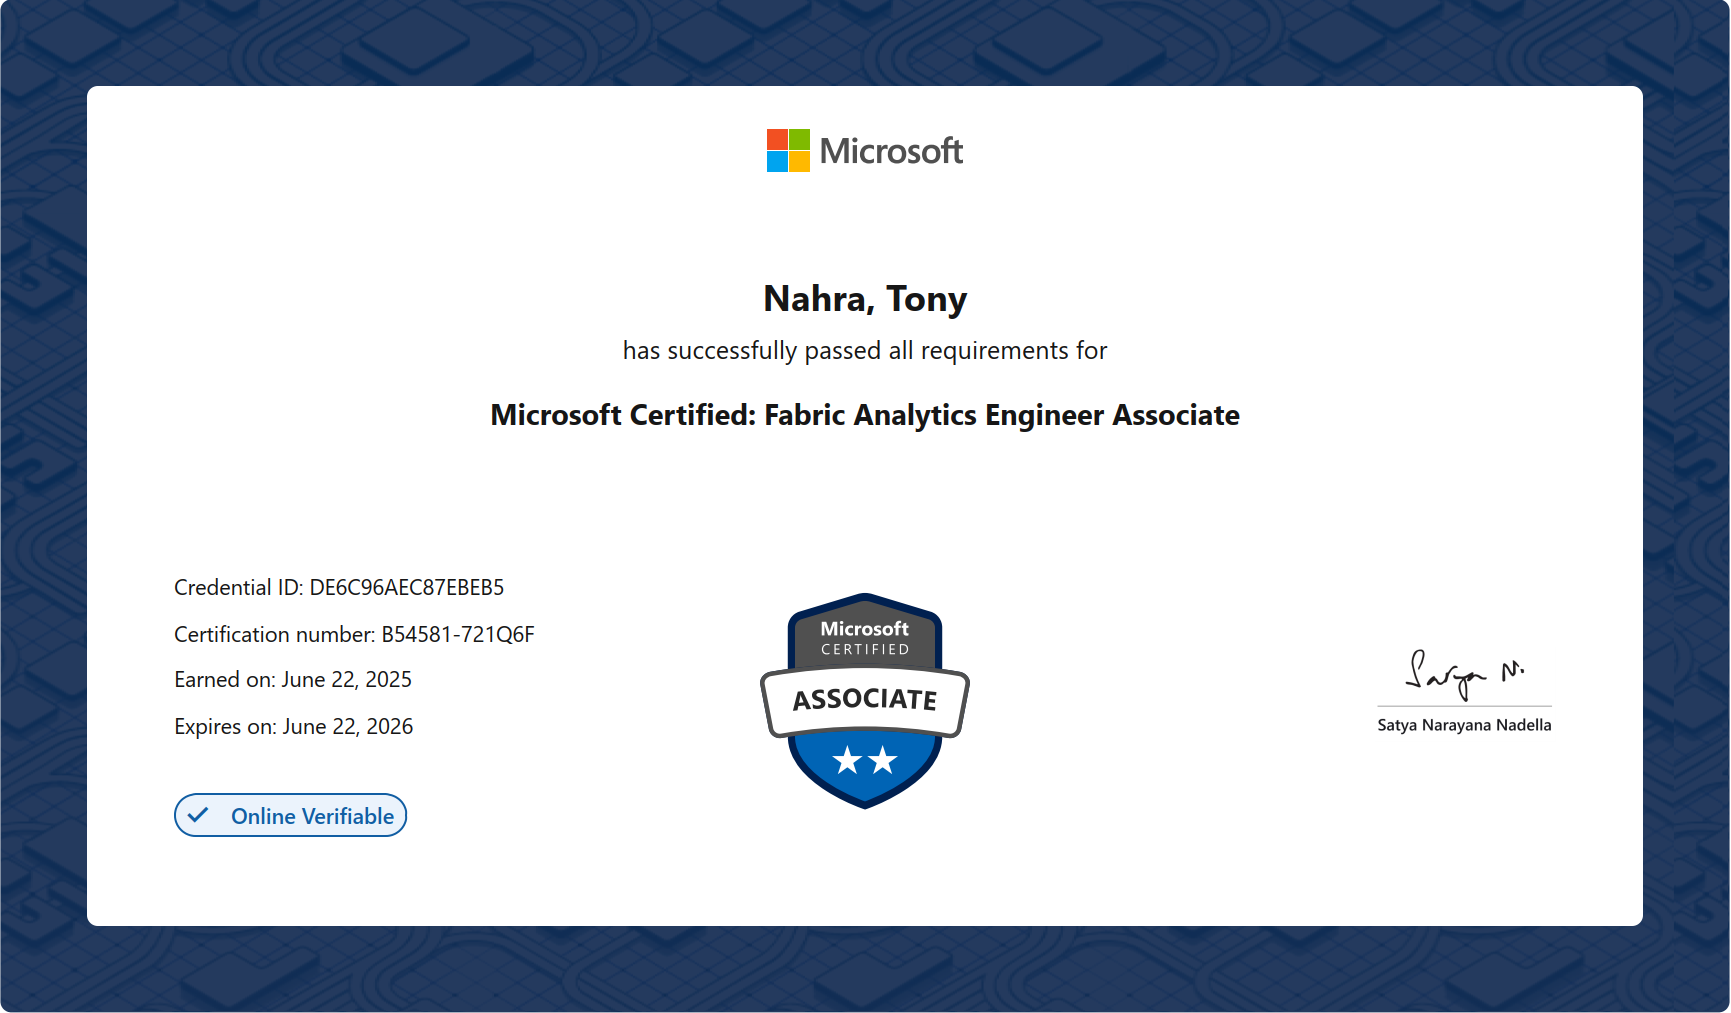 Microsoft
Nahra, Tony
has successfully passed all requirements for
Microsoft Certified: Fabric Analytics Engineer Associate
Credential ID: DE6C96AEC87EBEB5
Certification number: B54581-721Q6F
Earned on: June 22, 2025
Expires on: June 22, 2026
Online Verifiable
Microsoft
CERTIFIED
ASSOCIATE
Satya N.
Satya Narayana Nadella